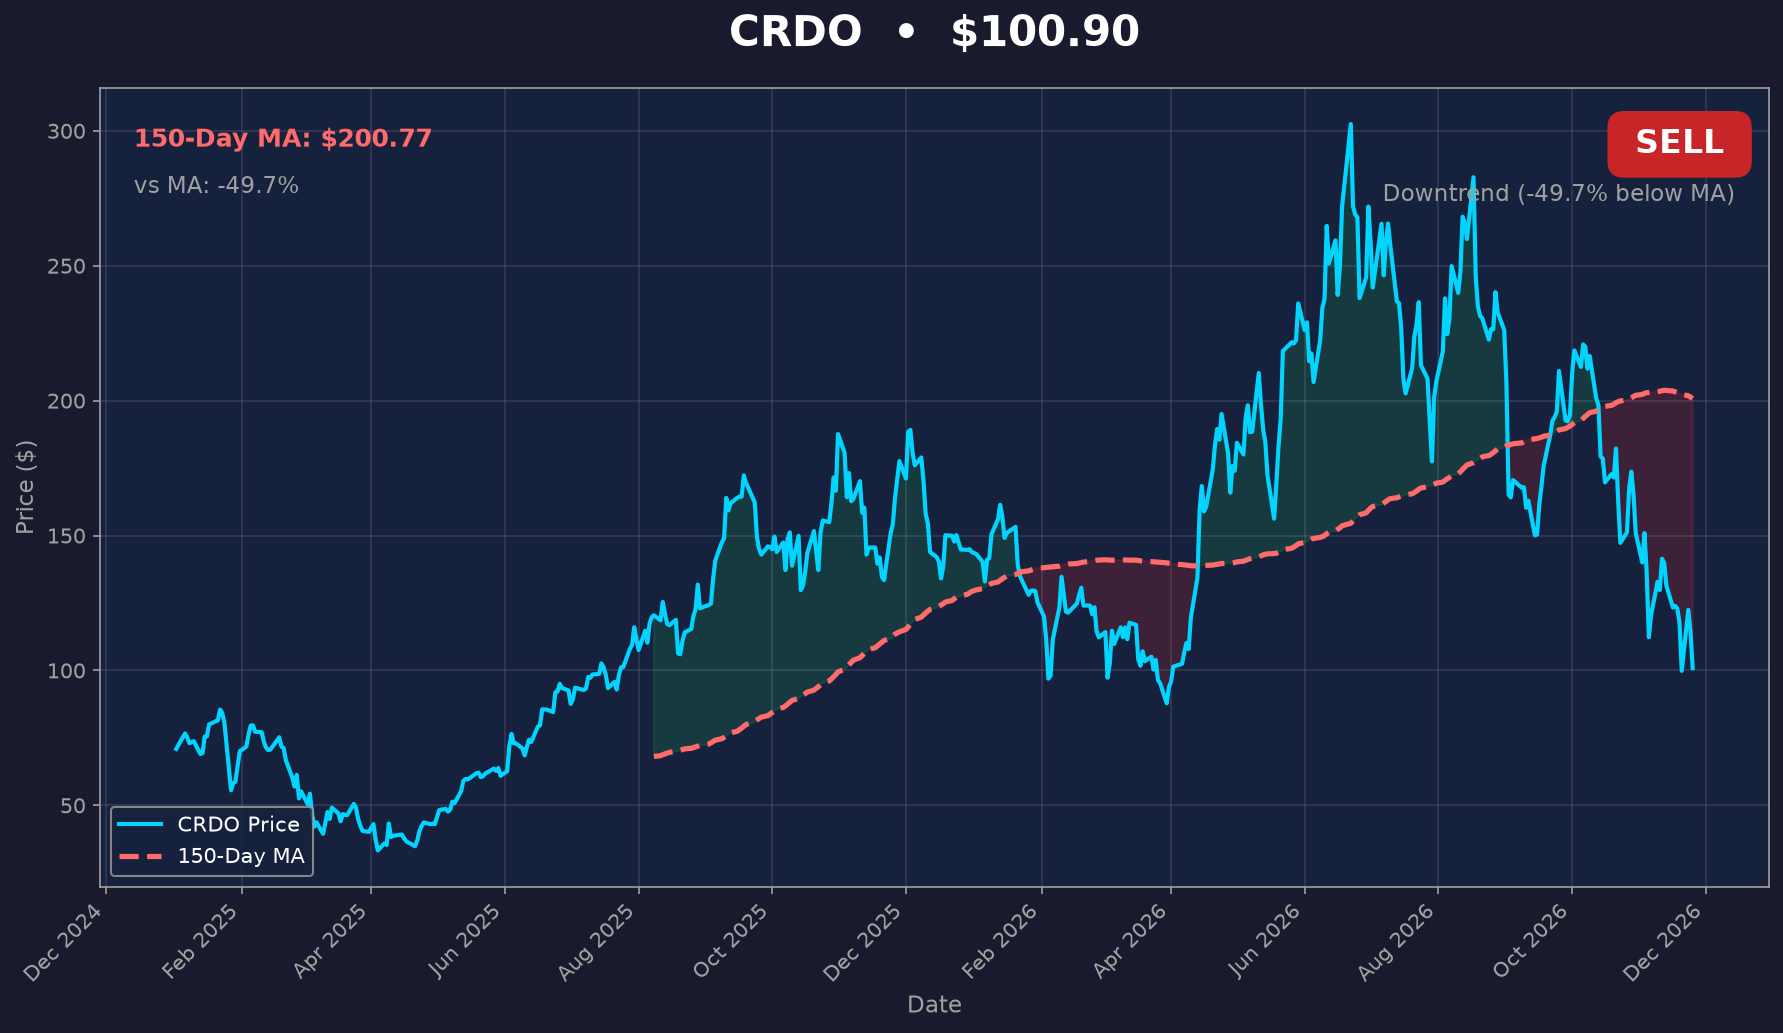 CRDO • $100.90
150-Day MA: $200.77
vs MA: -49.7%
SELL
Downtrend (-49.7% below MA)
Price ($)
300
250
200
150
100
50
CRDO Price
150-Day MA
Dec 2024
Feb 2025
Apr 2025
Jun 2025
Aug 2025
Oct 2025
Dec 2025
Feb 2026
Apr 2026
Jun 2026
Aug 2026
Oct 2026
Dec 2026
Date